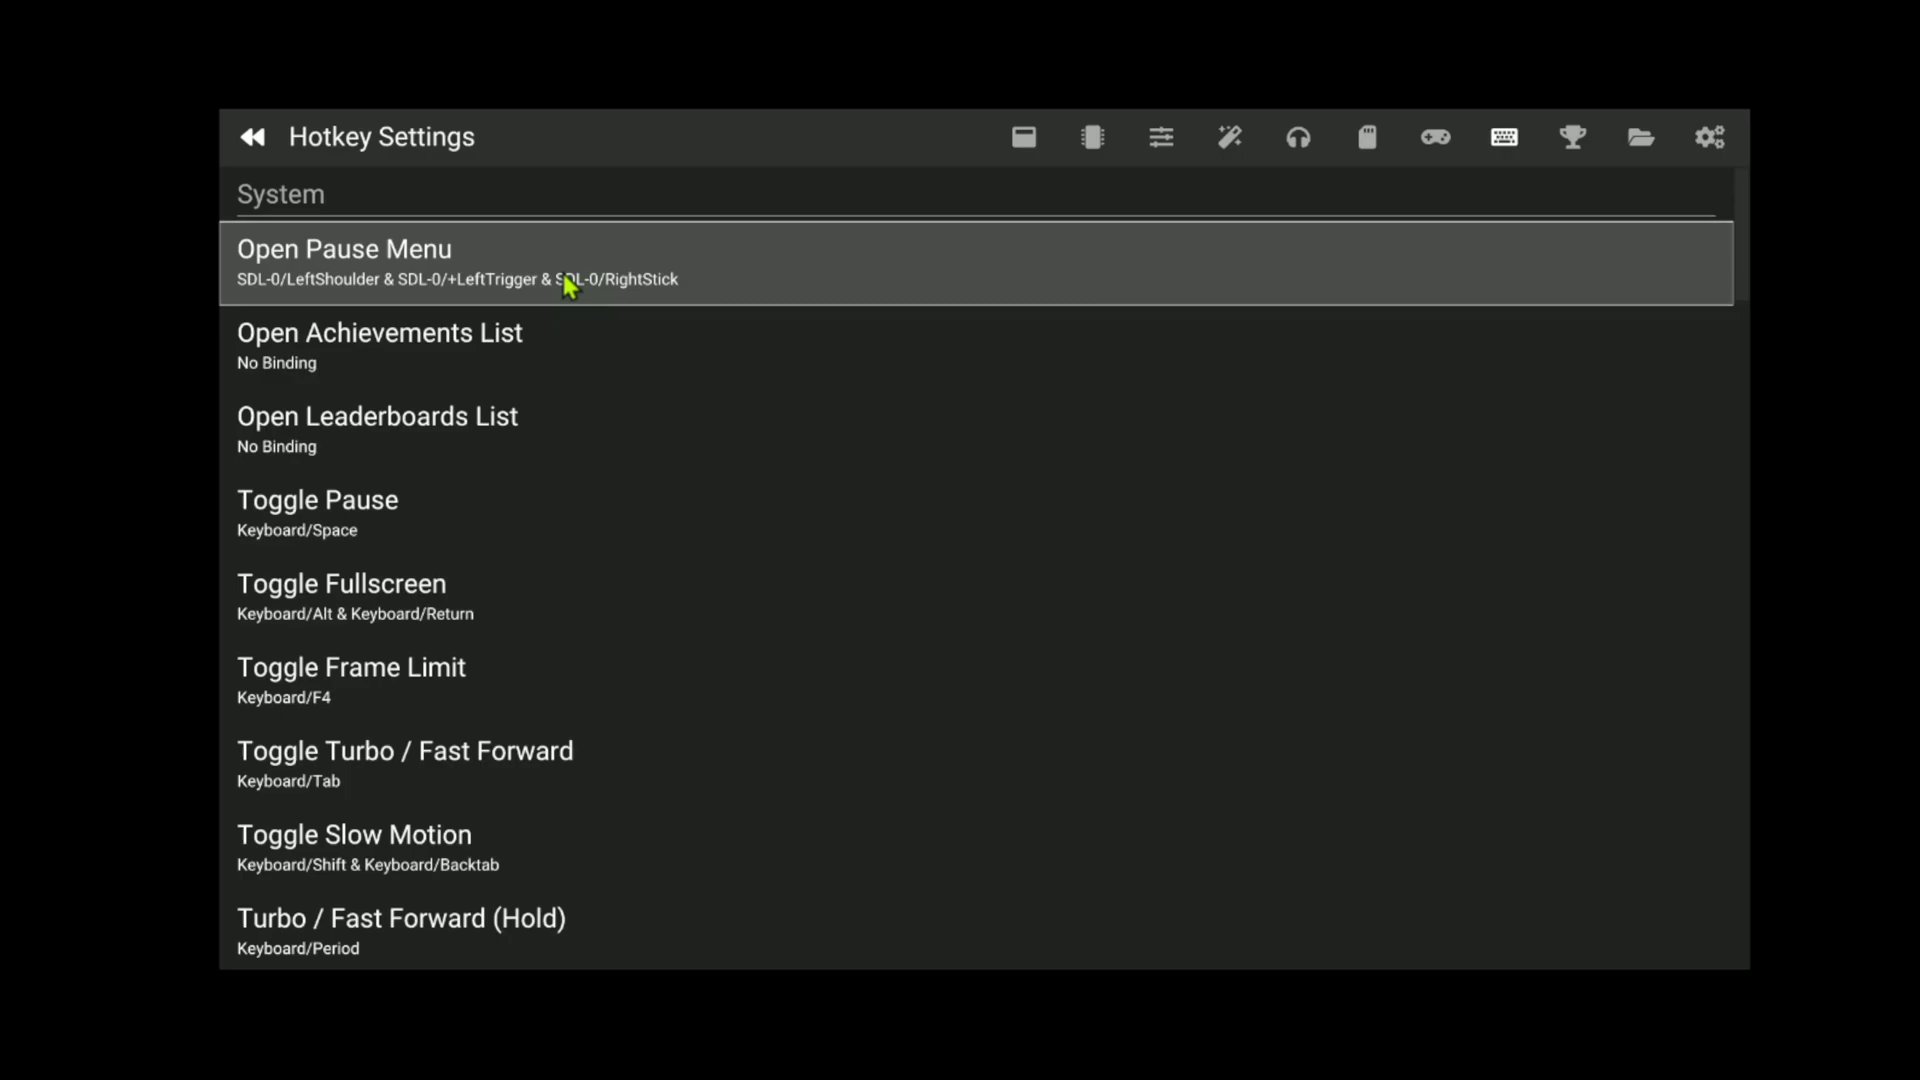 Hotkey Settings
System
Open Pause Menu
SDL-0/LeftShoulder & SDL-0/+LeftTrigger & SDL-0/RightStick
Open Achievements List
No Binding
Open Leaderboards List
No Binding
Toggle Pause
Keyboard/Space
Toggle Fullscreen
Keyboard/Alt & Keyboard/Return
Toggle Frame Limit
Keyboard/F4
Toggle Turbo / Fast Forward
Keyboard/Tab
Toggle Slow Motion
Keyboard/Shift & Keyboard/Backtab
Turbo / Fast Forward (Hold)
Keyboard/Period